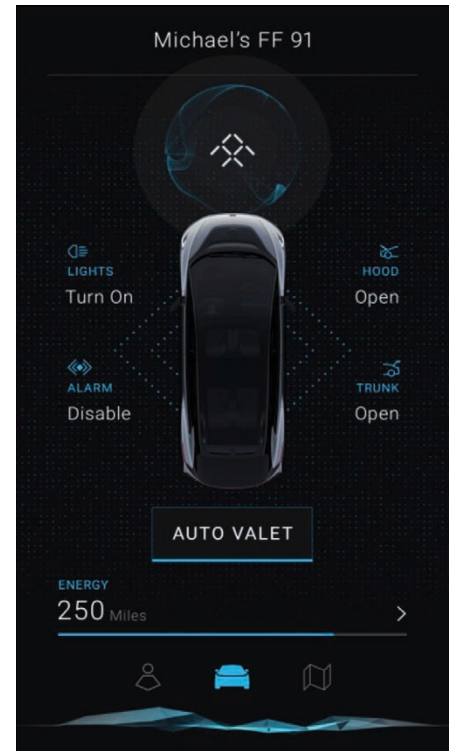 Michael's FF 91
LIGHTS
Turn On
HOOD
Open
ALARM
Disable
TRUNK
Open
AUTO VALET
ENERGY
250 Miles